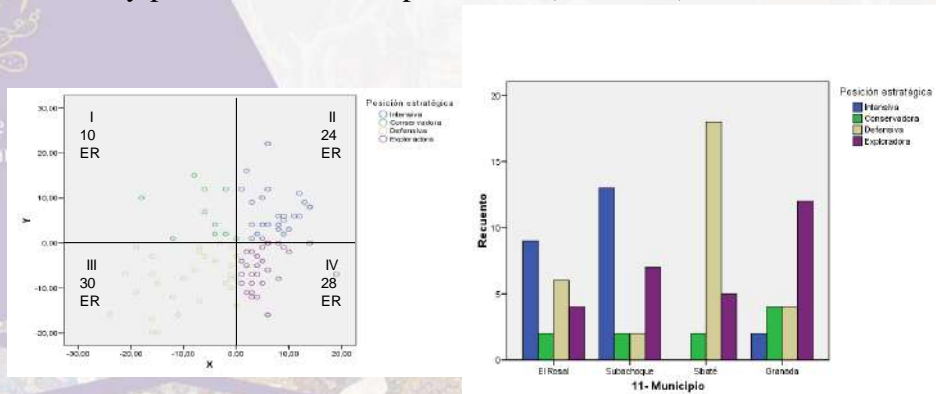 Posición estratégica
Intensiva
Conservadora
Defensiva
Exploradora
I
10
ER
II
24
ER
III
30
ER
IV
28
ER
30,00
20,00
10,00
0,00
-10,00
-20,00
Y
-30,00 -20,00 -10,00 0,00 10,00 20,00
X
Posición estratégica
Intensiva
Conservadora
Defensiva
Exploradora
20
15
10
5
0
Recuento
El Rosal Subachoque Sibaté Granada
11- Municipio